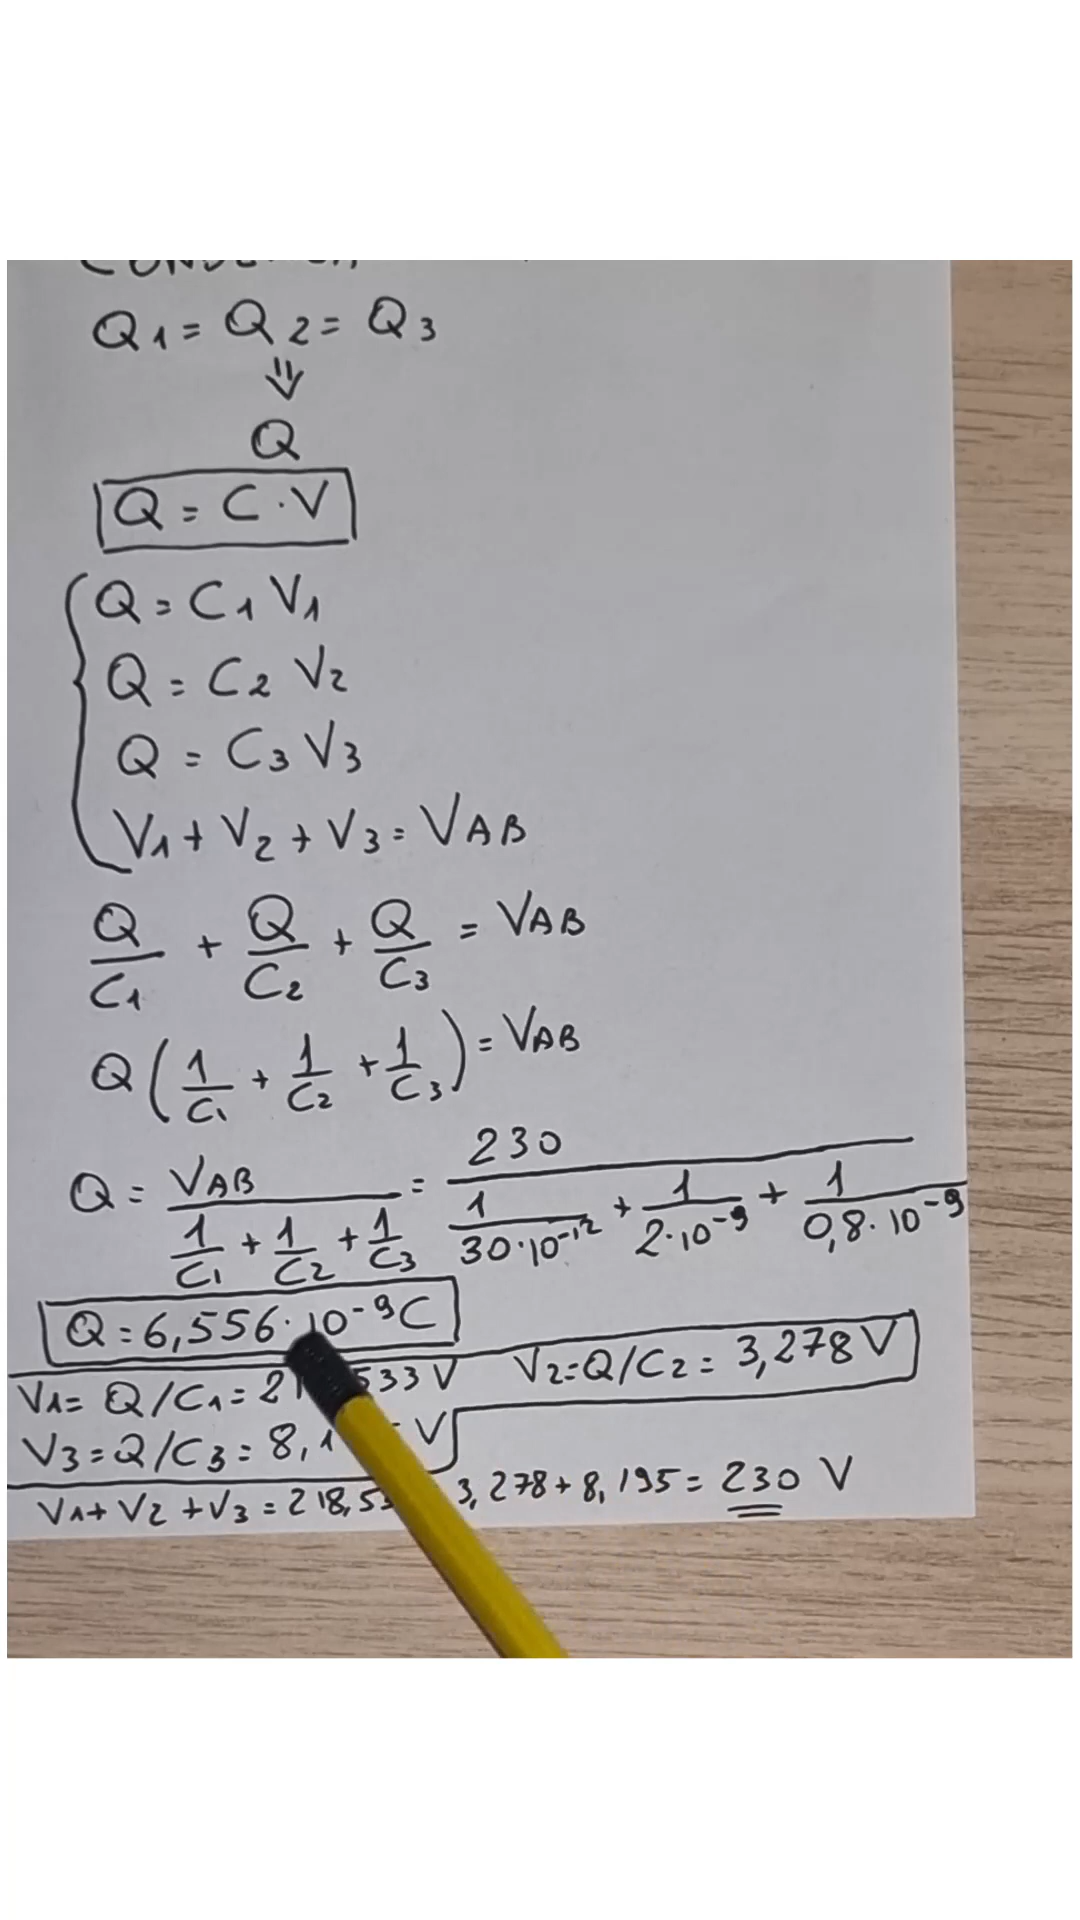 Q1 = Q2 = Q3
⇓
Q
Q = C · V
Q = C1 V1
Q = C2 V2
Q = C3 V3
V1 + V2 + V3 = VAB
Q/C1 + Q/C2 + Q/C3 = VAB
Q (1/C1 + 1/C2 + 1/C3) = VAB
Q = VAB / (1/C1 + 1/C2 + 1/C3) = 230 / (1/30·10⁻¹² + 1/2·10⁻⁹ + 1/0,8·10⁻⁹)
Q = 6,556·10⁻⁹ C
V1 = Q/C1 = 2 533 V V2 = Q/C2 = 3,278 V
V3 = Q/C3 = 8,1 V
V1 + V2 + V3 = 218,53 3,278 + 8,195 = 230 V